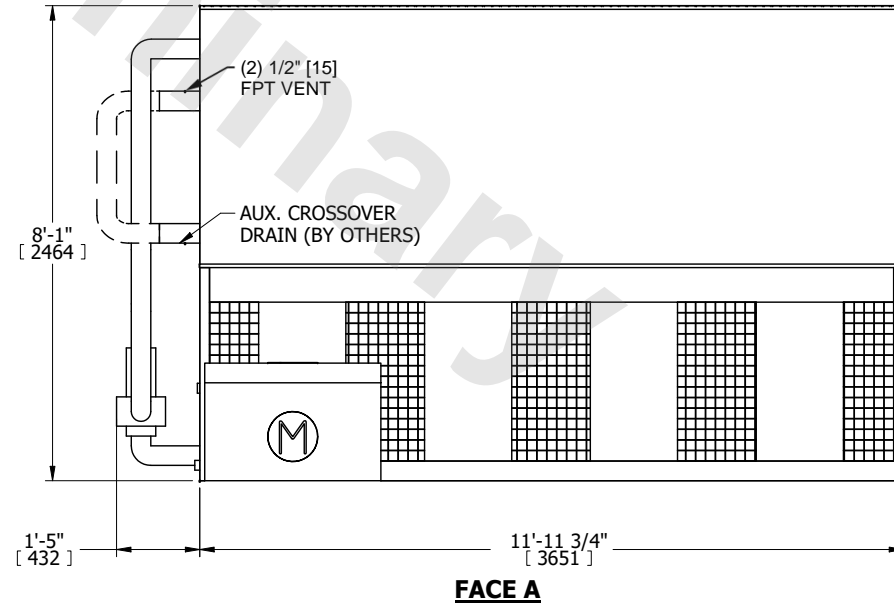 (2) 1/2" [15]
FPT VENT
AUX. CROSSOVER
DRAIN (BY OTHERS)
8'-1"
[ 2464 ]
M
1'-5"
[ 432 ]
11'-11 3/4"
[ 3651 ]
FACE A
inary